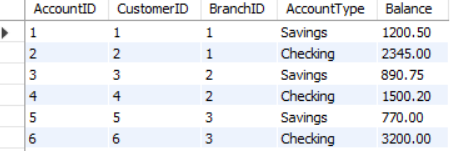 AccountID CustomerID BranchID AccountType Balance
1 1 1 Savings 1200.50
2 2 1 Checking 2345.00
3 3 2 Savings 890.75
4 4 2 Checking 1500.20
5 5 3 Savings 770.00
6 6 3 Checking 3200.00